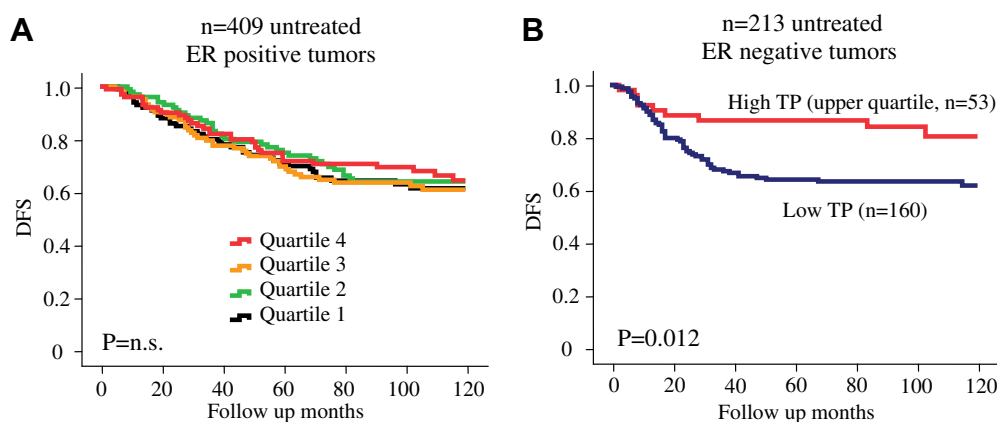 A
n=409 untreated
ER positive tumors
1.0
0.8
0.6
0.4
0.2
0
DFS
Quartile 4
Quartile 3
Quartile 2
Quartile 1
P=n.s.
0 20 40 60 80 100 120
Follow up months
B
n=213 untreated
ER negative tumors
1.0
0.8
0.6
0.4
0.2
0
DFS
High TP (upper quartile, n=53)
Low TP (n=160)
P=0.012
0 20 40 60 80 100 120
Follow up months